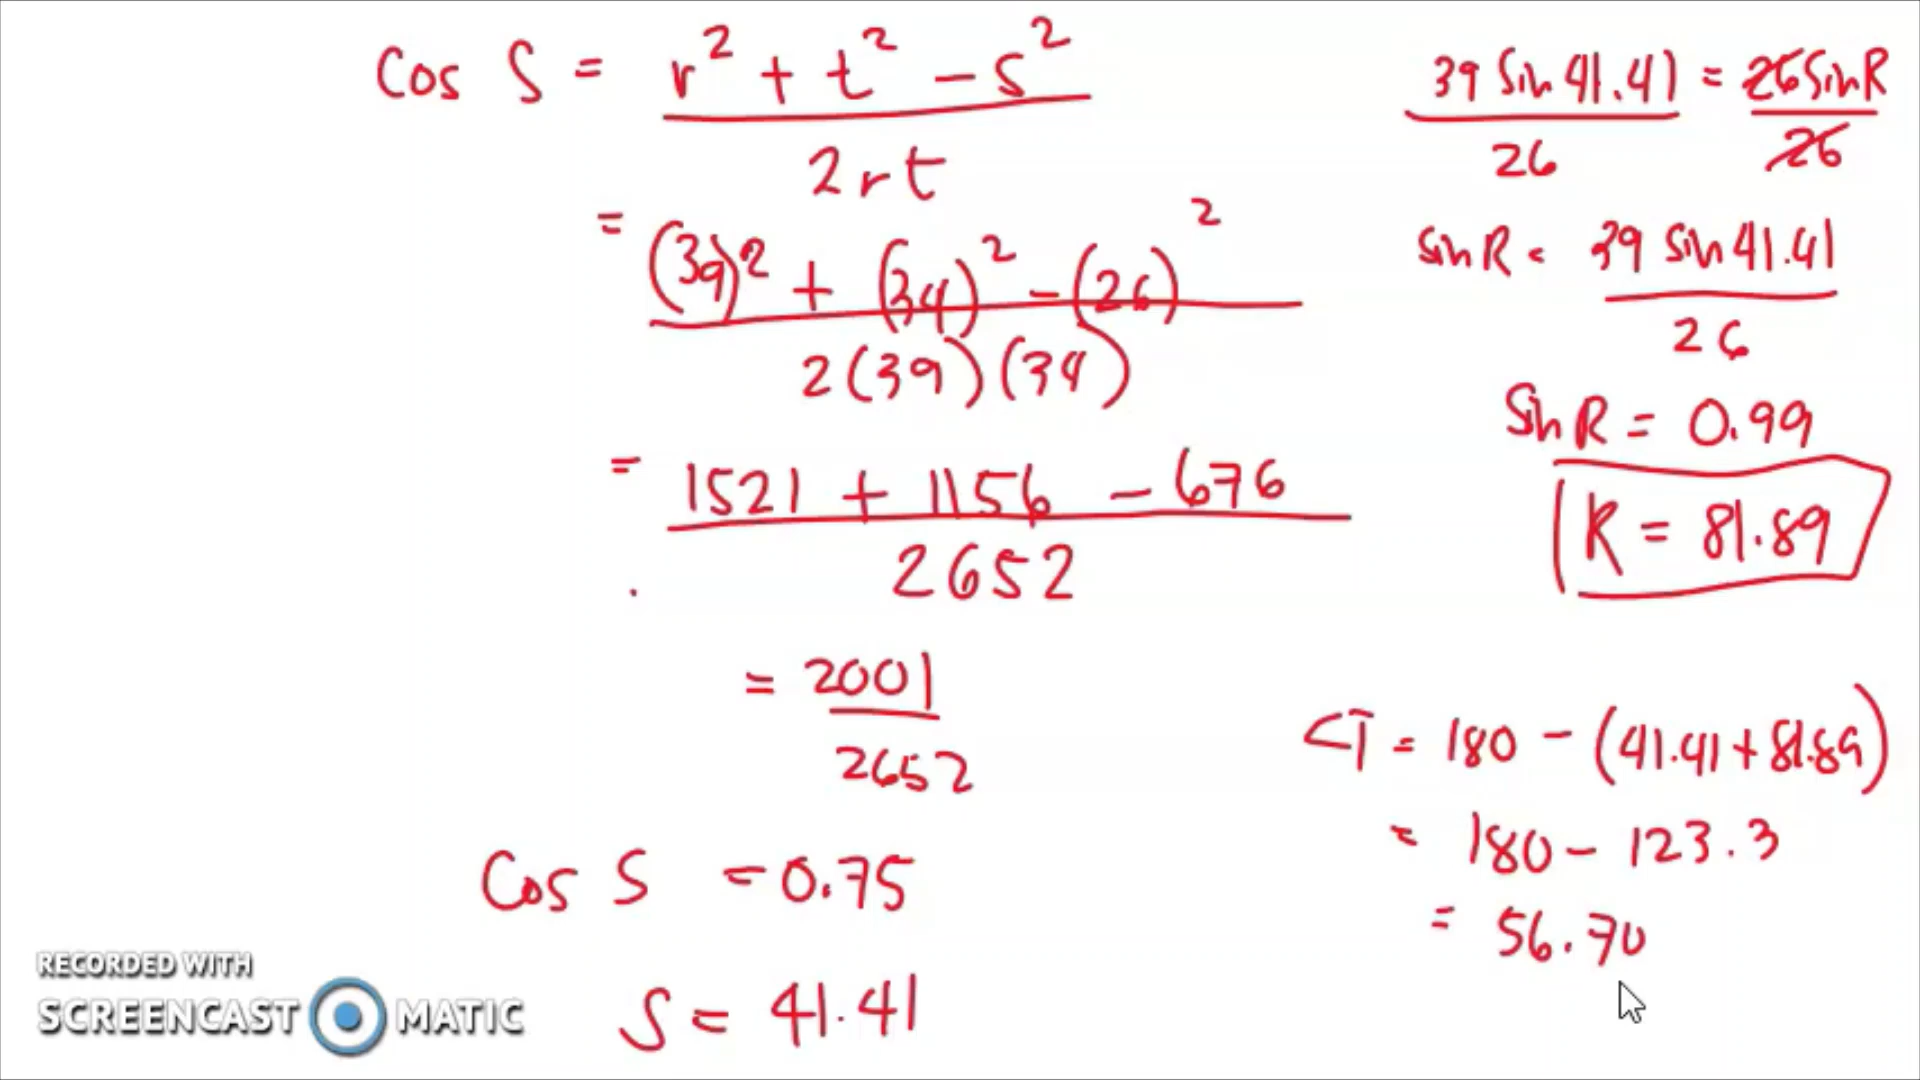 Cos S = r² + t² - s²
2rt
= (39)² + (34)² - (26)²
2(39)(34)
= 1521 + 1156 - 676
2652
= 2001
2652
Cos S = 0.75
S = 41.41
39 Sin 41.41 = 26 Sin R
26 26
Sin R = 39 Sin 41.41
26
Sin R = 0.99
R = 81.89
<T = 180 - (41.41 + 81.89)
= 180 - 123.3
= 56.70
RECORDED WITH
SCREENCAST MATIC